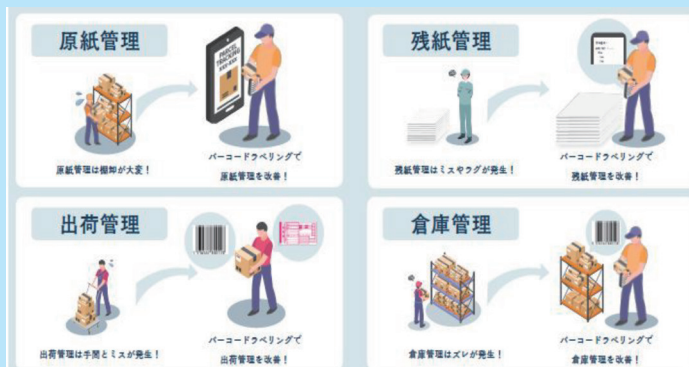 原紙管理
PARCEL
TRACKING
原紙管理は棚卸が大変！
バーコードラベリングで
原紙管理を改善！
残紙管理
残紙管理はミスやラグが発生！
バーコードラベリングで
残紙管理を改善！
出荷管理
出荷管理は手間とミスが発生！
バーコードラベリングで
出荷管理を改善！
倉庫管理
倉庫管理はズレが発生！
バーコードラベリングで
倉庫管理を改善！